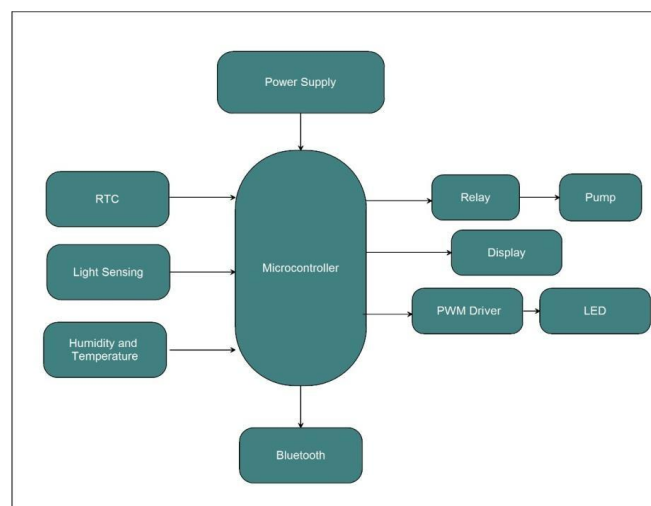 Power Supply
RTC
Relay
Pump
Light Sensing
Microcontroller
Display
Humidity and
Temperature
PWM Driver
LED
Bluetooth